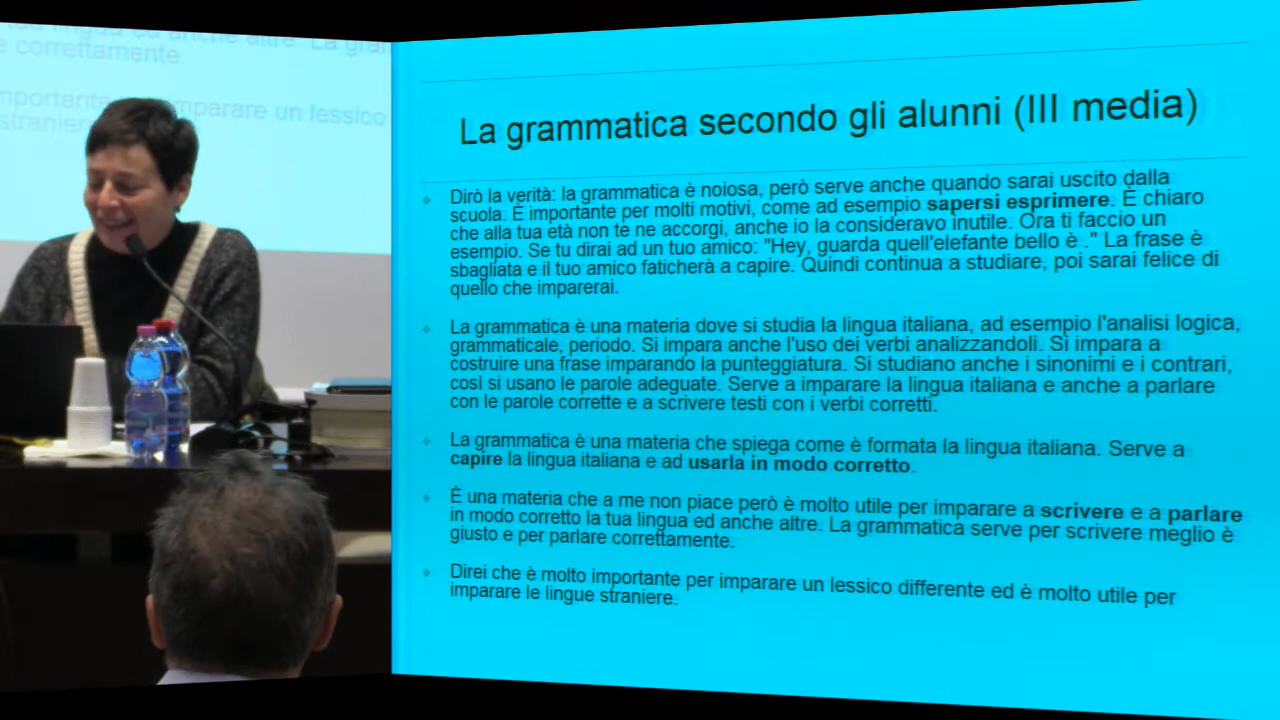 La grammatica secondo gli alunni (III media)
Dirò la verità: la grammatica è noiosa, però serve anche quando sarai uscito dalla
scuola. È importante per molti motivi, come ad esempio sapersi esprimere. È chiaro
che alla tua età non te ne accorgi, anche io la consideravo inutile. Ora ti faccio un
esempio. Se tu dirai ad un tuo amico: "Hey, guarda quell'elefante bello è ." La frase è
sbagliata e il tuo amico faticherà a capire. Quindi continua a studiare, poi sarai felice di
quello che imparerai.
La grammatica è una materia dove si studia la lingua italiana, ad esempio l'analisi logica,
grammaticale, periodo. Si impara anche l'uso dei verbi analizzandoli. Si impara a
costruire una frase imparando la punteggiatura. Si studiano anche i sinonimi e i contrari,
così si usano le parole adeguate. Serve a imparare la lingua italiana e anche a parlare
con le parole corrette e a scrivere testi con i verbi corretti.
La grammatica è una materia che spiega come è formata la lingua italiana. Serve a
capire la lingua italiana e ad usarla in modo corretto.
È una materia che a me non piace però è molto utile per imparare a scrivere e a parlare
in modo corretto la tua lingua ed anche altre. La grammatica serve per scrivere meglio è
giusto e per parlare correttamente.
Direi che è molto importante per imparare un lessico differente ed è molto utile per
imparare le lingue straniere.
lingua ed anche altre. La
correttamente
imparare un lessico